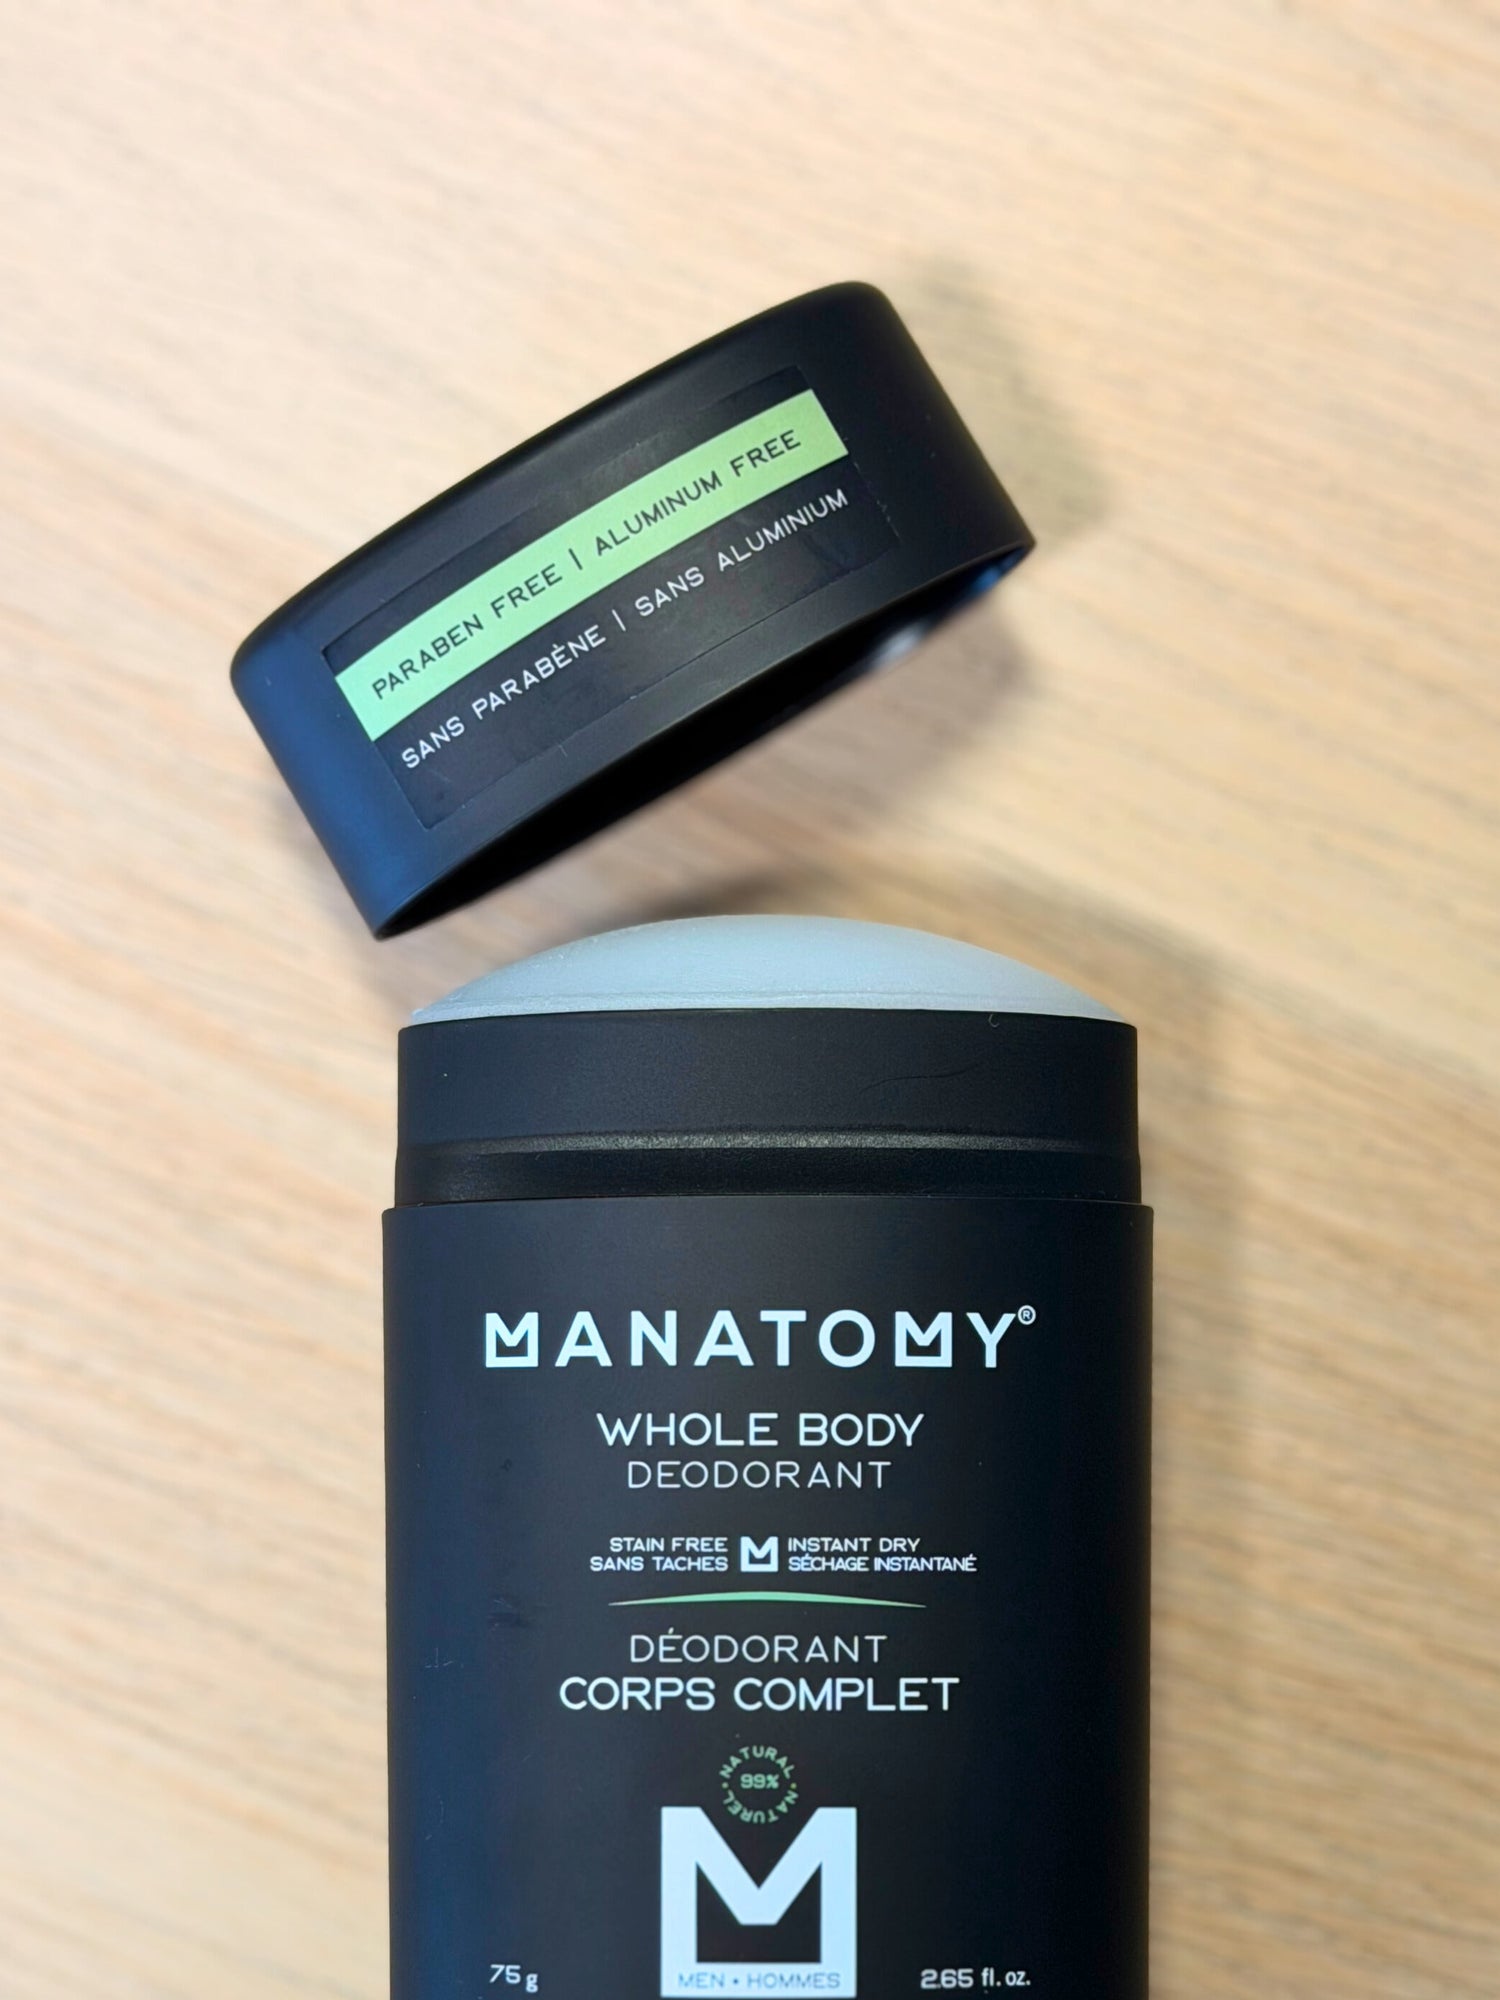 PARABEN FREE | ALUMINUM FREE
SANS PARABÈNE | SANS ALUMINIUM
MANATOMY®
WHOLE BODY
DEODORANT
STAIN FREE M INSTANT DRY
SANS TACHES SÉCHAGE INSTANTANÉ
DÉODORANT
CORPS COMPLET
NATURAL • NATUREL •
99%
M
MEN • HOMMES
75 g
2.65 fl. oz.